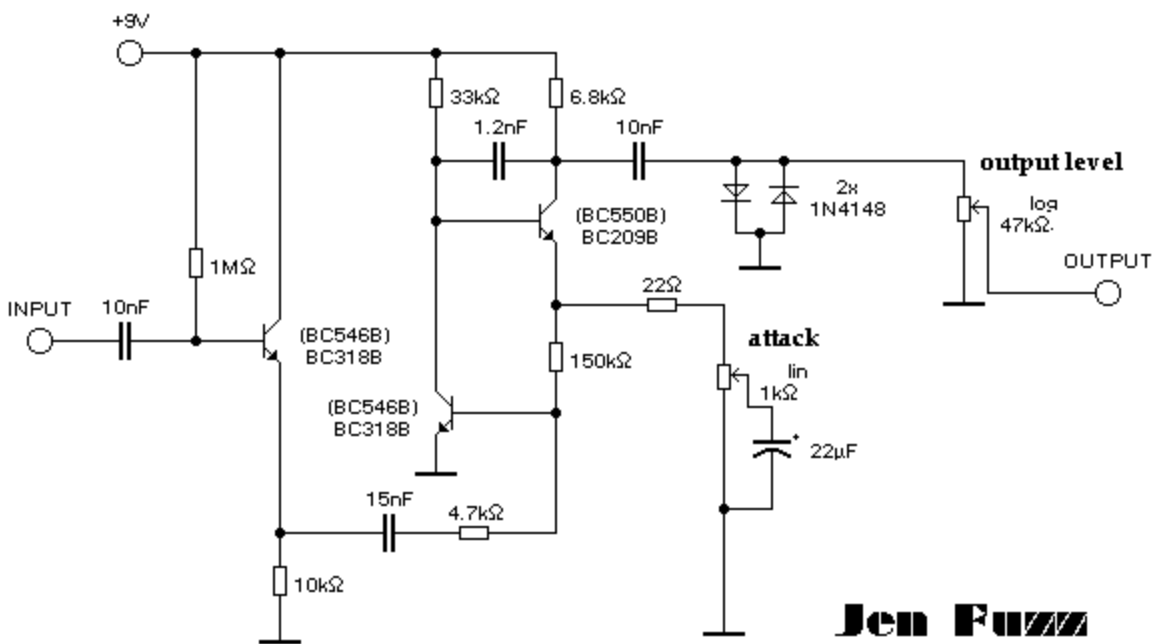 +9V
33kΩ
6.8kΩ
1.2nF
10nF
output level
2x
1N4148
log
47kΩ.
(BC550B)
BC209B
1MΩ
OUTPUT
INPUT
10nF
22Ω
(BC546B)
BC318B
attack
150kΩ
lin
1kΩ
(BC546B)
BC318B
+
22µF
15nF
4.7kΩ
10kΩ
Jen Fuzz